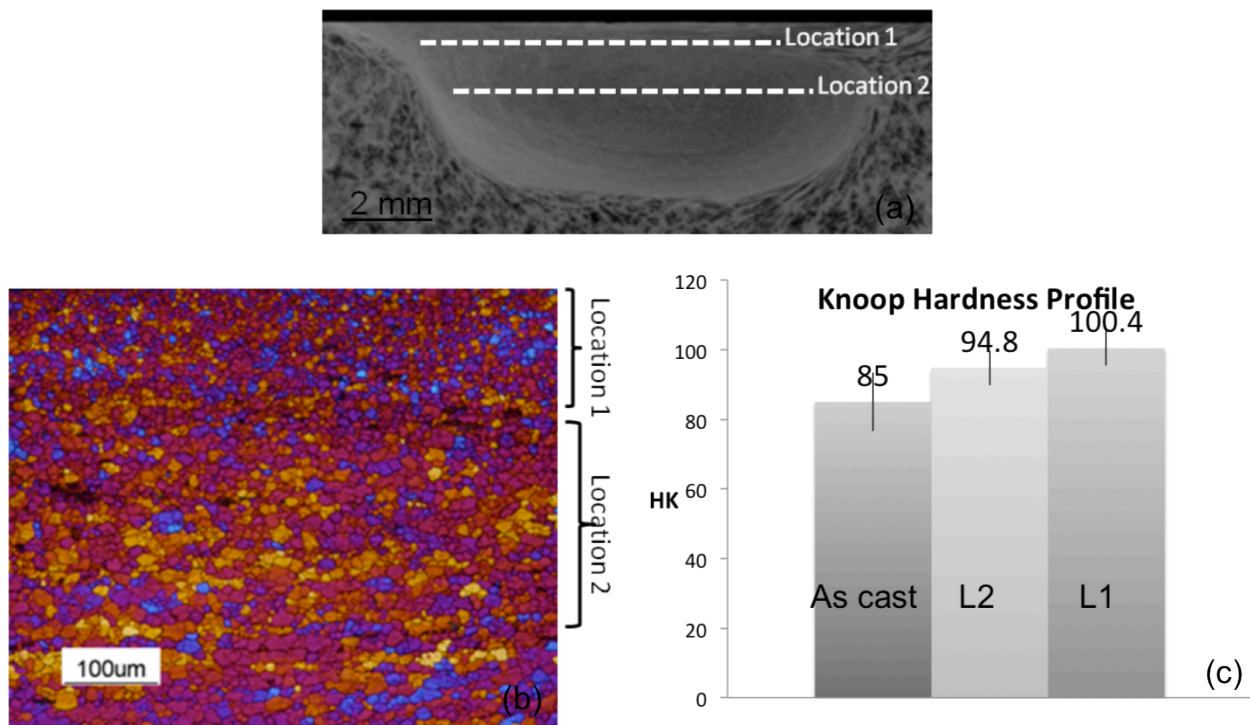 Location 1
Location 2
2 mm
(a)
Location 1
Location 2
100um
(b)
Knoop Hardness Profile
120
100
80
60
40
20
0
HK
85
94.8
100.4
As cast
L2
L1
(c)